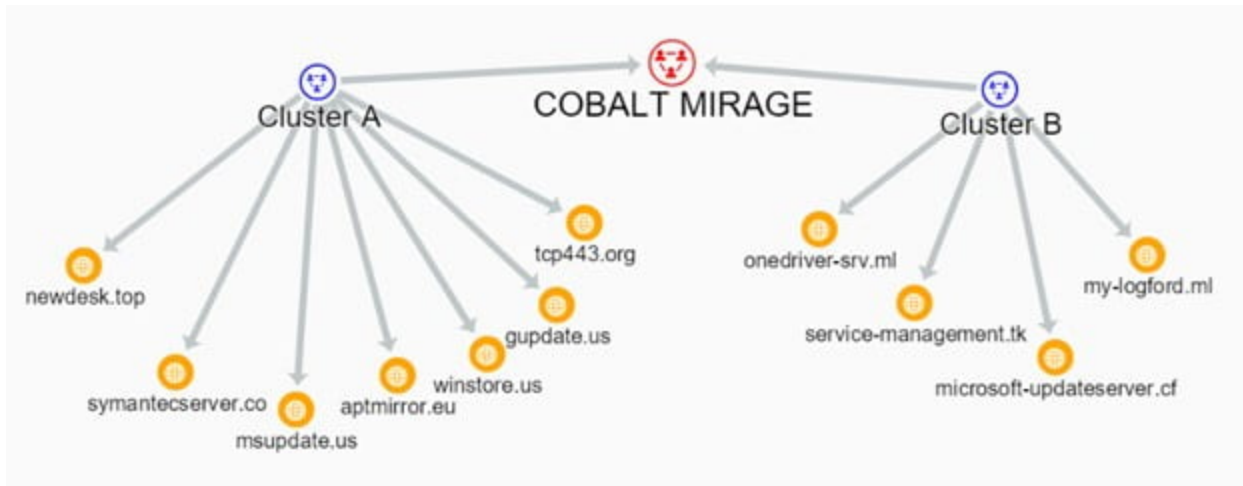 COBALT MIRAGE
Cluster A
Cluster B
tcp443.org
onedriver-srv.ml
my-logford.ml
newdesk.top
gupdate.us
service-management.tk
winstore.us
microsoft-updateserver.cf
symantecserver.co
aptmirror.eu
msupdate.us